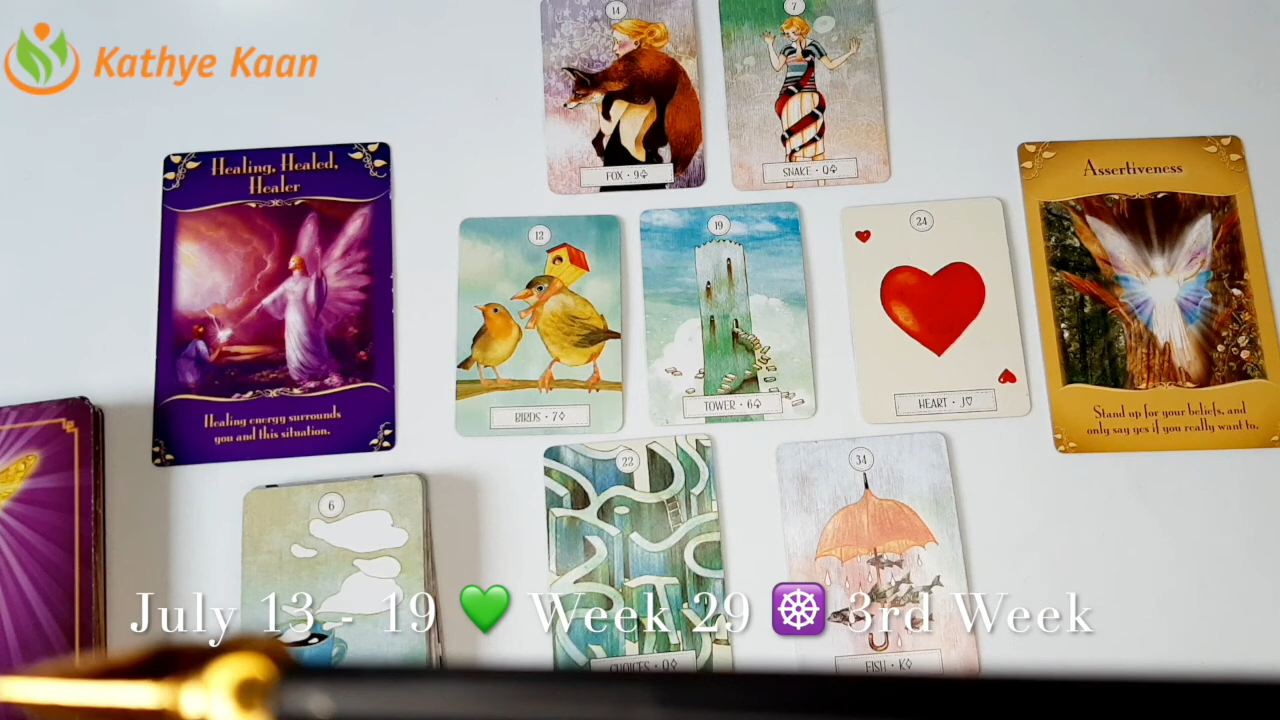 Kathye Kaan
14
FOX • 9♧
7
SNAKE • Q♧
Healing, Healed,
Healer
Healing energy surrounds
you and this situation.
12
BIRDS • 7♢
19
TOWER • 6♤
24
HEART • J♡
Assertiveness
Stand up for your beliefs, and
only say yes if you really want to.
6
22
CHOICES • Q♢
34
FISH • K♢
July 13 - 19 💚 Week 29 ☸️ 3rd Week